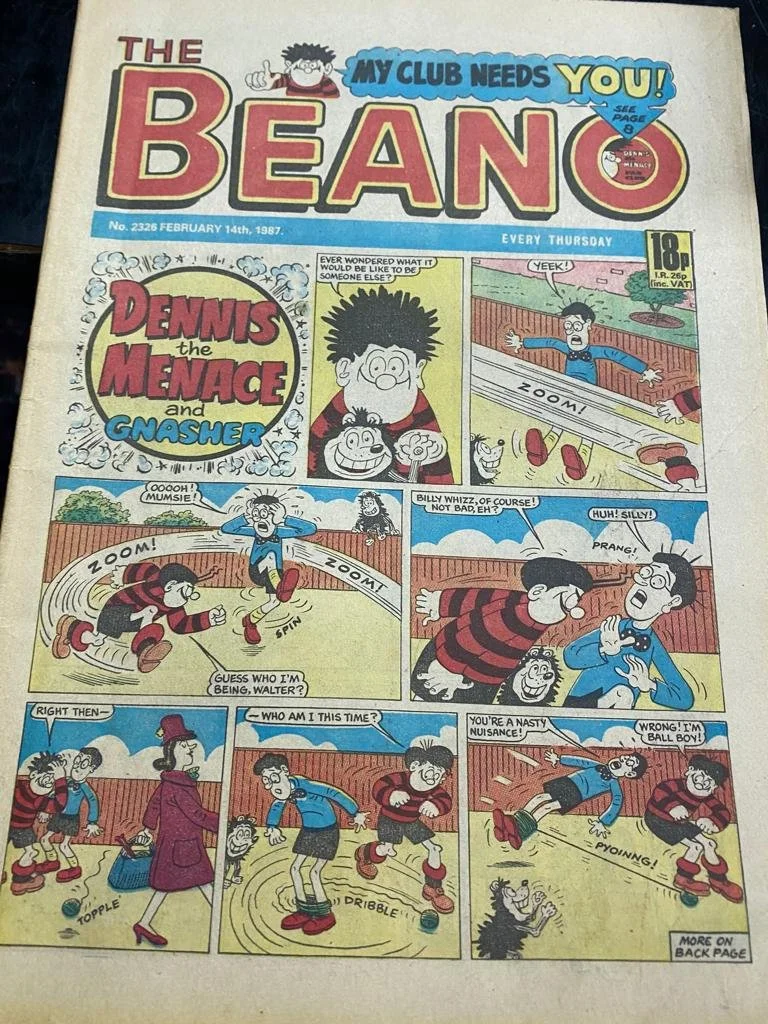 THE
BEANO
MY CLUB NEEDS YOU!
SEE
PAGE
8
DENNIS
MENACE
FAN
CLUB
No. 2326 FEBRUARY 14th, 1987.
EVERY THURSDAY
18p
I.R. 26p
(inc. VAT)
DENNIS
the
MENACE
and
GNASHER
EVER WONDERED WHAT IT
WOULD BE LIKE TO BE
SOMEONE ELSE?
YEEK!
ZOOM!
OOOOH!
MUMSIE!
ZOOM!
ZOOM!
SPIN
GUESS WHO I'M
BEING, WALTER?
BILLY WHIZZ, OF COURSE!
NOT BAD, EH?
HUH! SILLY!
PRANG!
RIGHT THEN—
TOPPLE
—WHO AM I THIS TIME?
DRIBBLE
YOU'RE A NASTY
NUISANCE!
WRONG! I'M
BALL BOY!
PYOINNG!
MORE ON
BACK PAGE